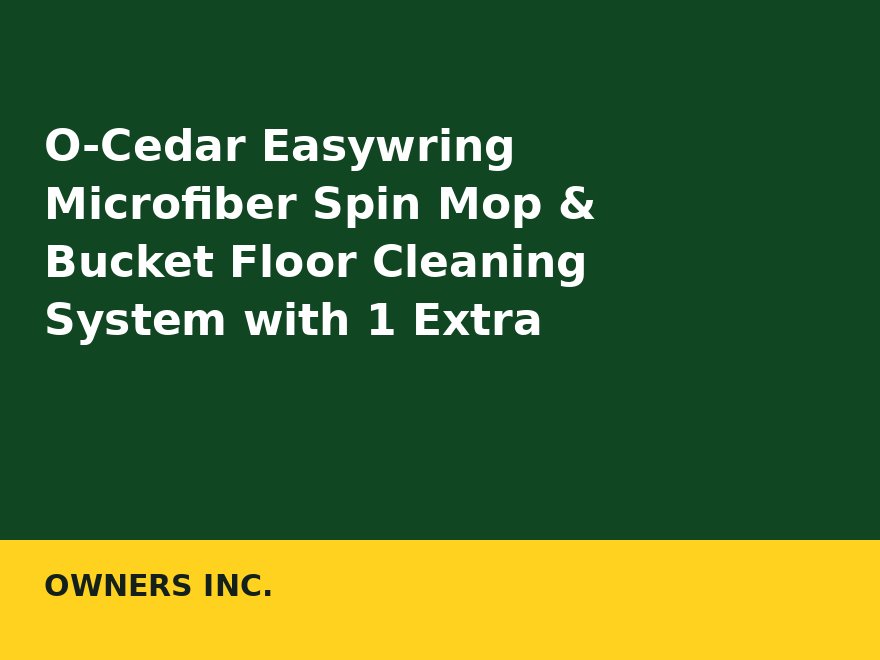 O-Cedar Easywring
Microfiber Spin Mop &
Bucket Floor Cleaning
System with 1 Extra
OWNERS INC.